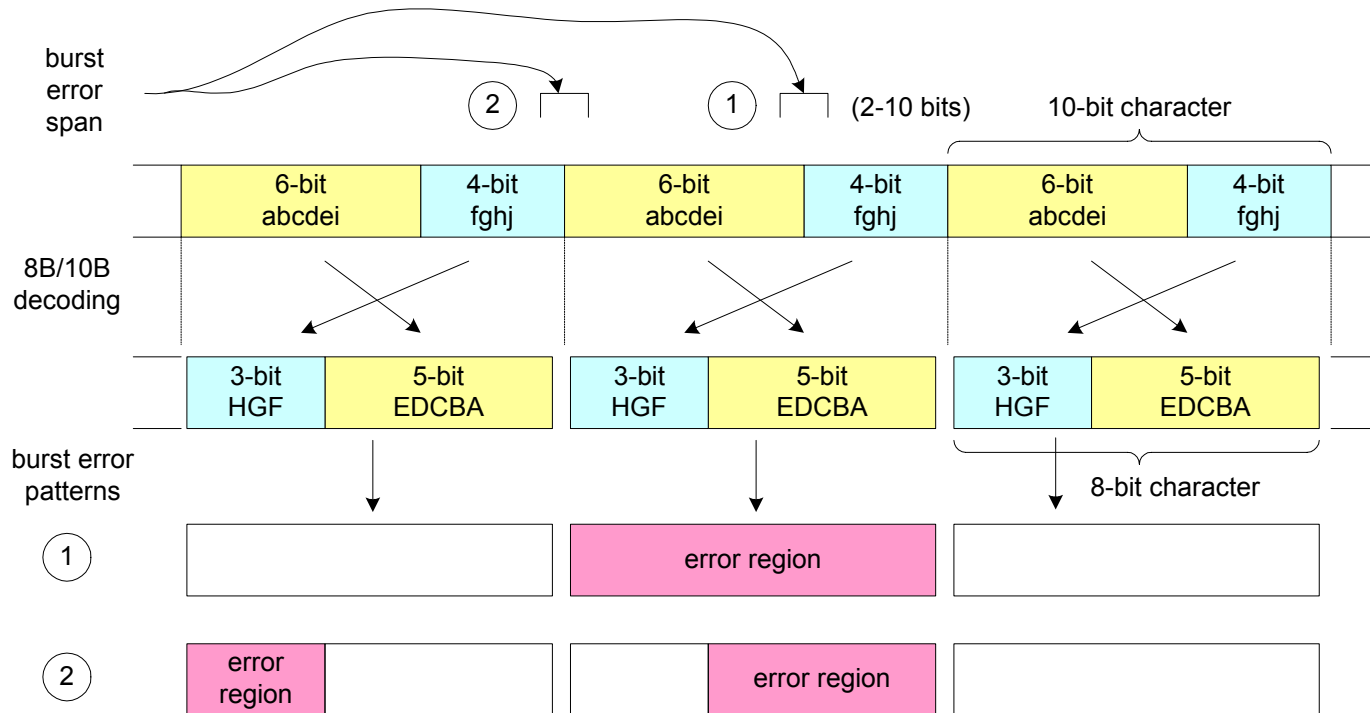 burst
error
span
2
1
(2-10 bits)
10-bit character
6-bit
abcdei
4-bit
fghj
6-bit
abcdei
4-bit
fghj
6-bit
abcdei
4-bit
fghj
8B/10B
decoding
3-bit
HGF
5-bit
EDCBA
3-bit
HGF
5-bit
EDCBA
3-bit
HGF
5-bit
EDCBA
burst error
patterns
8-bit character
1
error region
2
error
region
error region